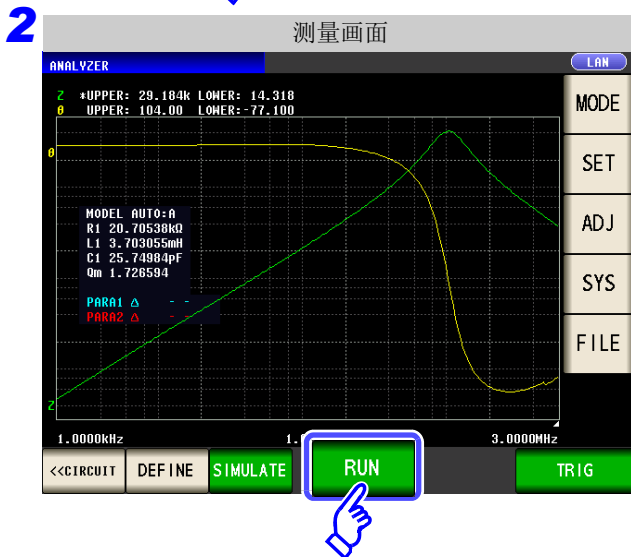 2
测量画面
ANALYZER
LAN
Z *UPPER: 29.184k LOWER: 14.318
θ UPPER: 104.00 LOWER:-77.100
MODE
SET
ADJ
SYS
FILE
θ
MODEL AUTO:A
R1 20.70538kΩ
L1 3.703055mH
C1 25.74984pF
Qm 1.726594
PARA1 Δ - -
PARA2 Δ - -
Z
1.0000kHz 1. 3.0000MHz
<<CIRCUIT DEFINE SIMULATE RUN TRIG